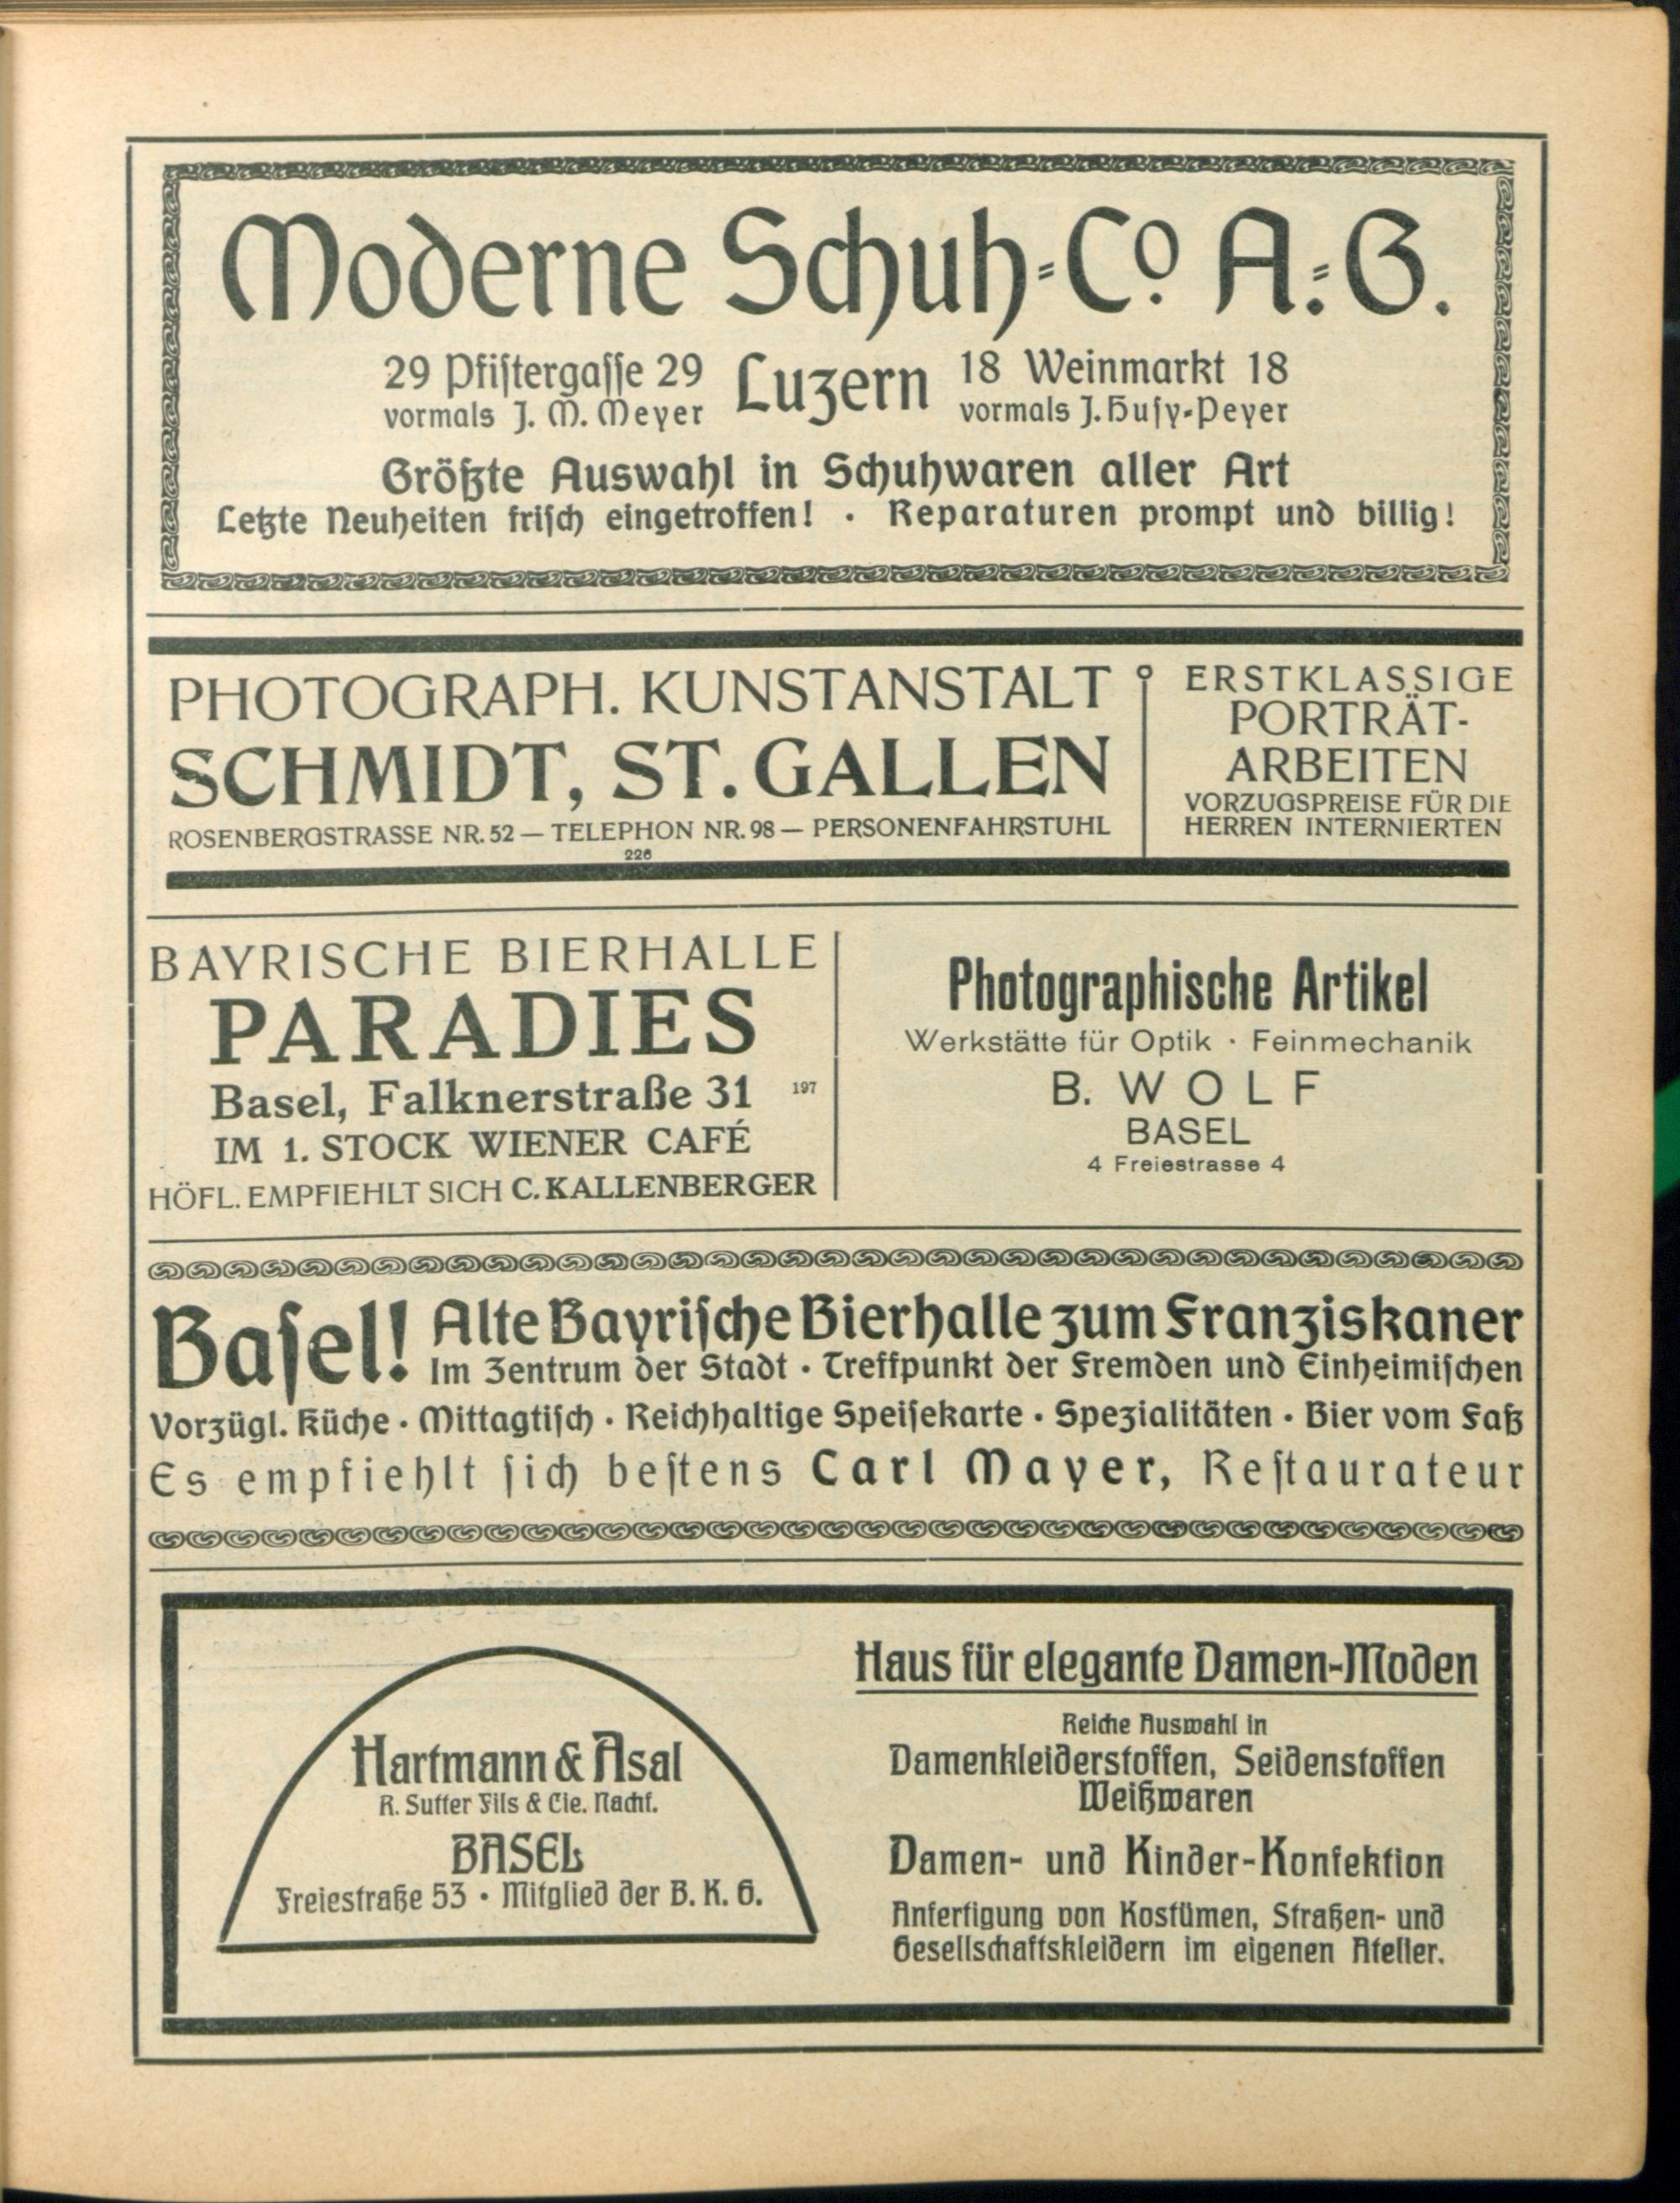 Moderne Schuh-Co. A.-G.
29 Pfistergasse 29
vormals J. M. Meyer
Luzern
18 Weinmarkt 18
vormals J. Husy-Peyer
Größte Auswahl in Schuhwaren aller Art
Letzte Neuheiten frisch eingetroffen! · Reparaturen prompt und billig!
PHOTOGRAPH. KUNSTANSTALT
SCHMIDT, ST. GALLEN
ROSENBERGSTRASSE NR. 52 — TELEPHON NR. 98 — PERSONENFAHRSTUHL
226
ERSTKLASSIGE
PORTRÄT-
ARBEITEN
VORZUGSPREISE FÜR DIE
HERREN INTERNIERTEN
BAYRISCHE BIERHALLE
PARADIES
Basel, Falknerstraße 31 197
IM 1. STOCK WIENER CAFÉ
HÖFL. EMPFIEHLT SICH C. KALLENBERGER
Photographische Artikel
Werkstätte für Optik · Feinmechanik
B. WOLF
BASEL
4 Freiestrasse 4
Basel! Alte Bayrische Bierhalle zum Franziskaner
Im Zentrum der Stadt · Treffpunkt der Fremden und Einheimischen
Vorzügl. Küche · Mittagtisch · Reichhaltige Speisekarte · Spezialitäten · Bier vom Faß
Es empfiehlt sich bestens Carl Mayer, Restaurateur
Hartmann & Asal
R. Sutter Fils & Cie. Nachf.
BASEL
Freiestraße 53 · Mitglied der B. K. G.
Haus für elegante Damen-Moden
Reiche Auswahl in
Damenkleiderstoffen, Seidenstoffen
Weißwaren
Damen- und Kinder-Konfektion
Anfertigung von Kostümen, Straßen- und
Gesellschaftskleidern im eigenen Atelier.